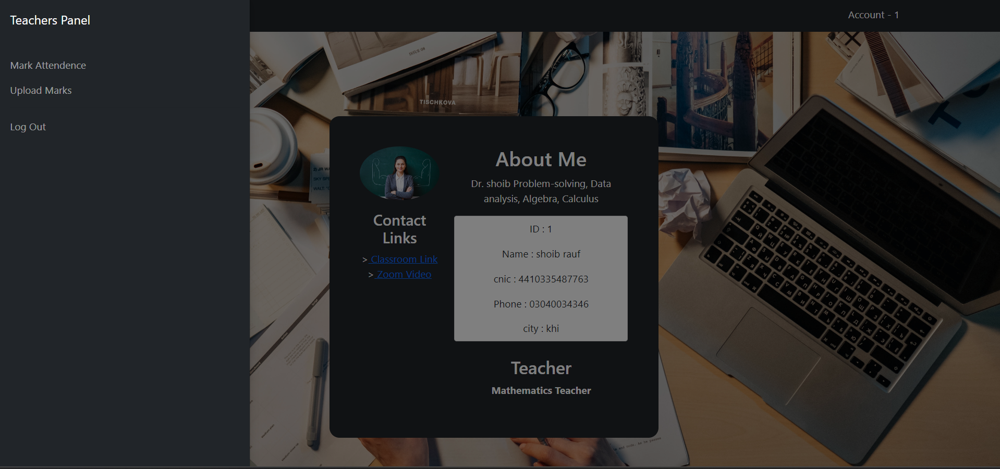 Teachers Panel
Mark Attendence
Upload Marks
Log Out
Account - 1
ISSUE 08
TISCHKOVA
About Me
Dr. shoib Problem-solving, Data
analysis, Algebra, Calculus
Contact
Links
> Classroom Link
> Zoom Video
ID : 1
Name : shoib rauf
cnic : 4410335487763
Phone : 03040034346
city : khi
Teacher
Mathematics Teacher